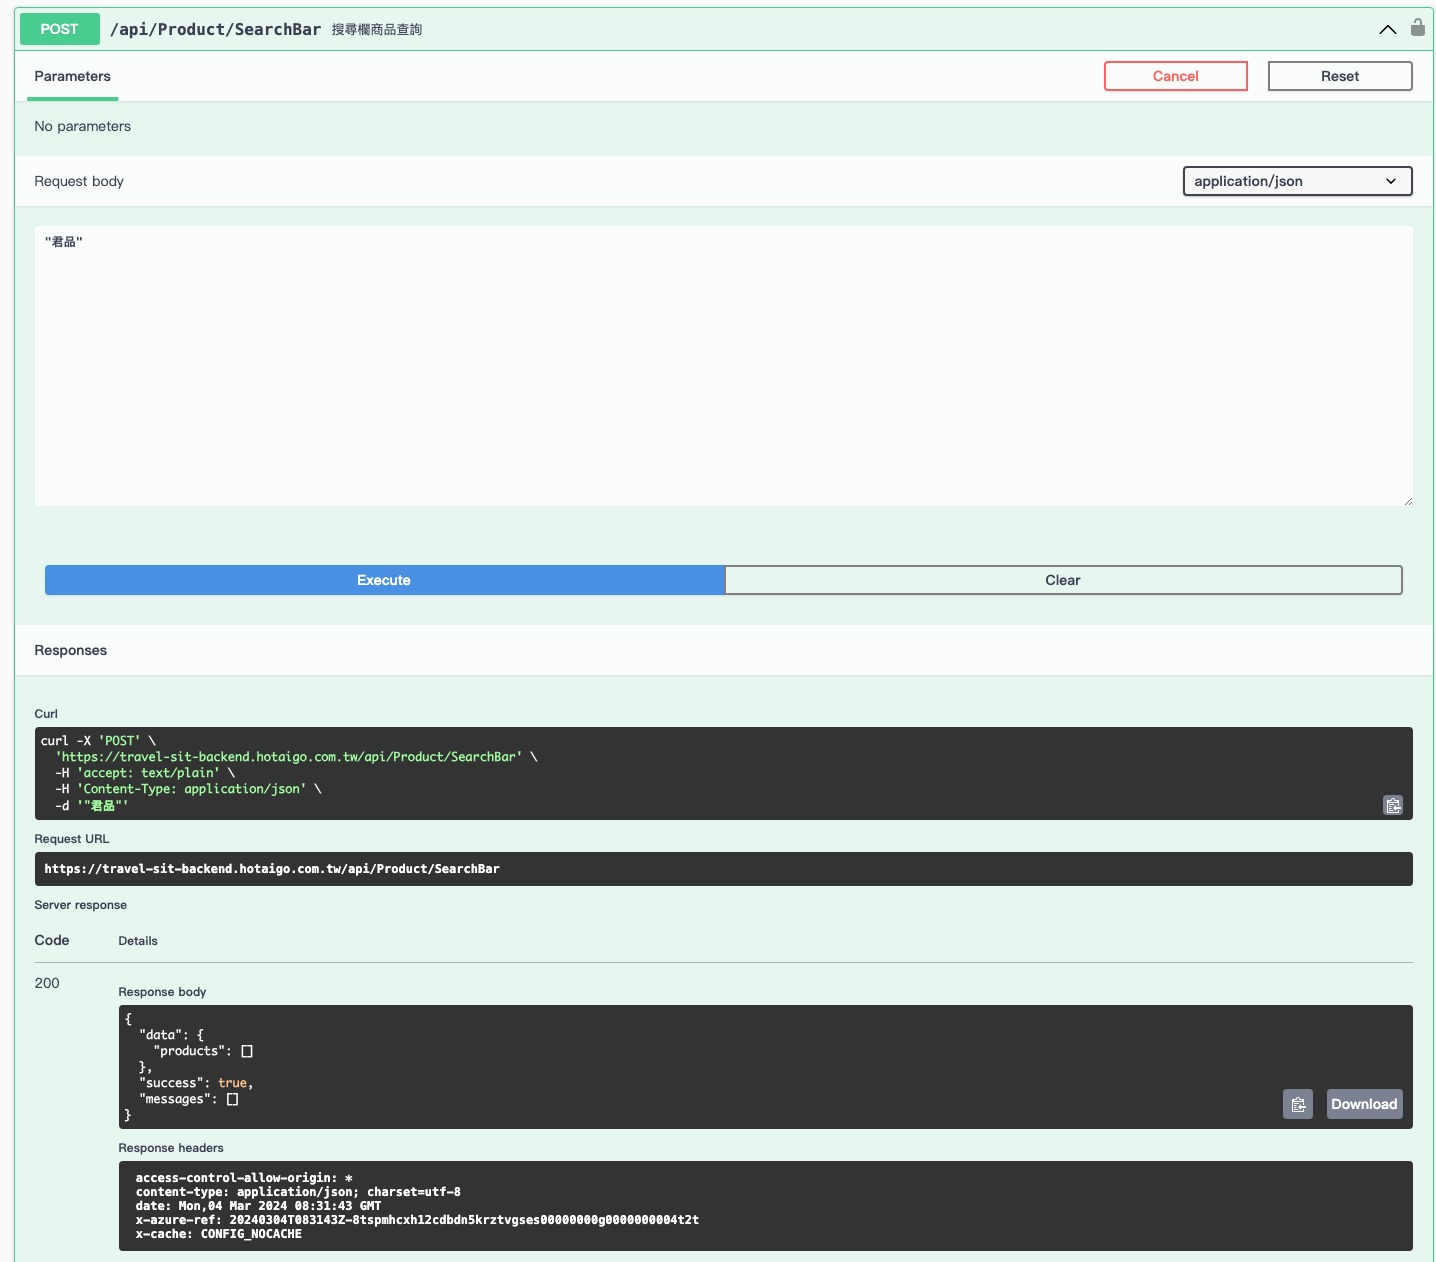 POST /api/Product/SearchBar 搜尋欄商品查詢
Parameters
Cancel
Reset
No parameters
Request body
application/json
"君品"
Execute
Clear
Responses
Curl
curl -X 'POST' \
'https://travel-sit-backend.hotaigo.com.tw/api/Product/SearchBar' \
-H 'accept: text/plain' \
-H 'Content-Type: application/json' \
-d '"君品"'
Request URL
https://travel-sit-backend.hotaigo.com.tw/api/Product/SearchBar
Server response
Code
Details
200
Response body
{
"data": {
"products": []
},
"success": true,
"messages": []
}
Download
Response headers
access-control-allow-origin: *
content-type: application/json; charset=utf-8
date: Mon,04 Mar 2024 08:31:43 GMT
x-azure-ref: 20240304T083143Z-8tspmhcxh12cdbdn5krztvgses00000000g0000000004t2t
x-cache: CONFIG_NOCACHE